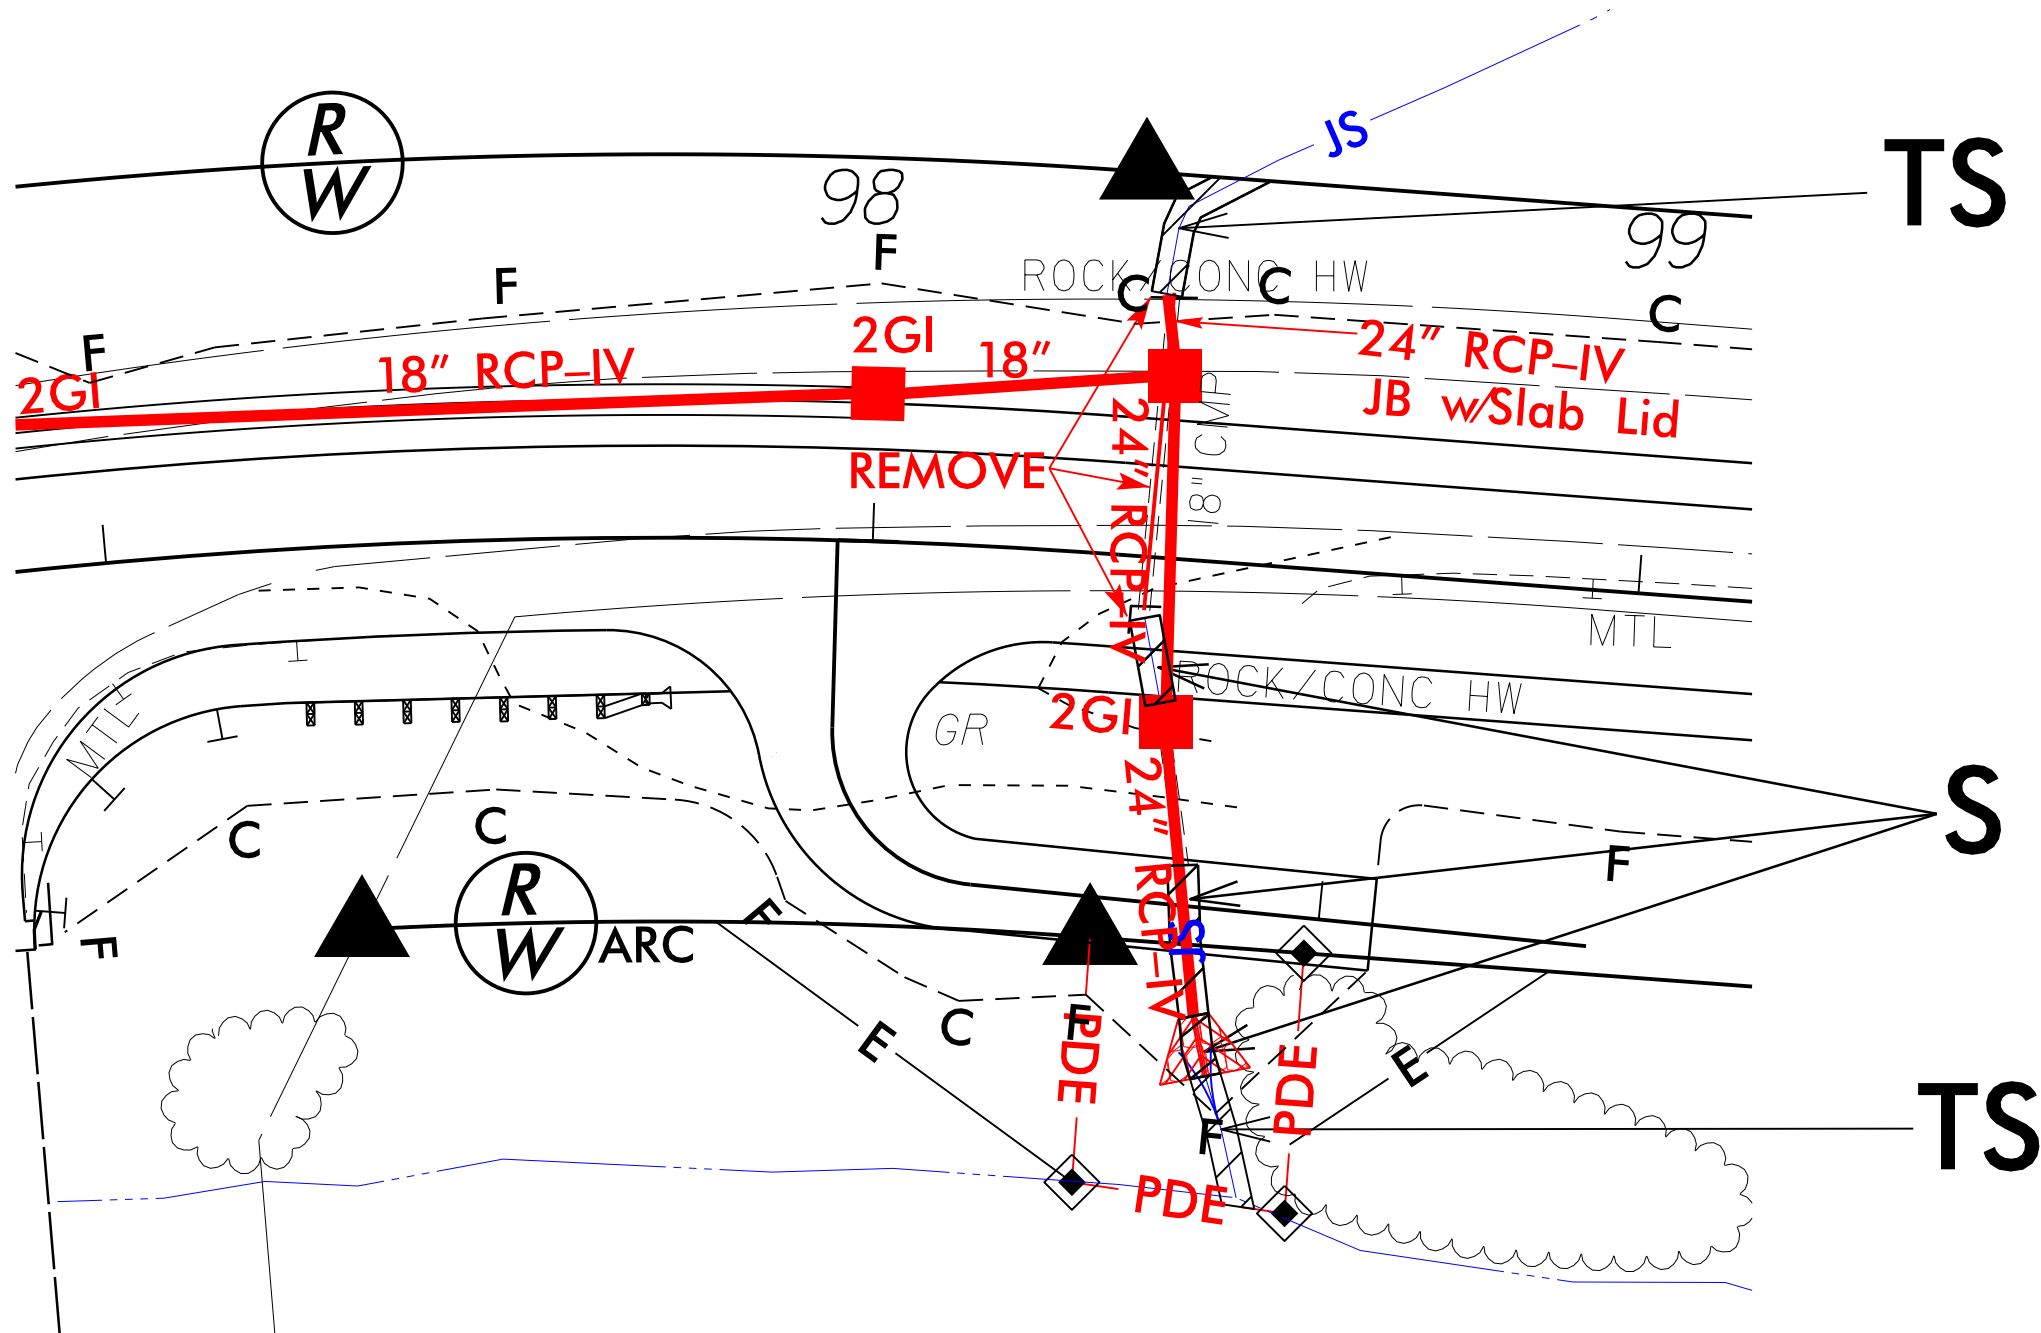 JS
R
W
TS
98
99
F
ROCK/CONC HW
C
C
F
C
F
2GI
18″
24″ RCP–IV
18″ RCP–IV
2GI
JB w/Slab Lid
24″ RCP–IV
REMOVE
18" CMP
MTL
ROCK/CONC HW
2GI
GR
MTL
24″ RCP–IV
S
C
C
F
R
W
ARC
F
F
JS
E
C
F
PDE
PDE
E
TS
F
PDE